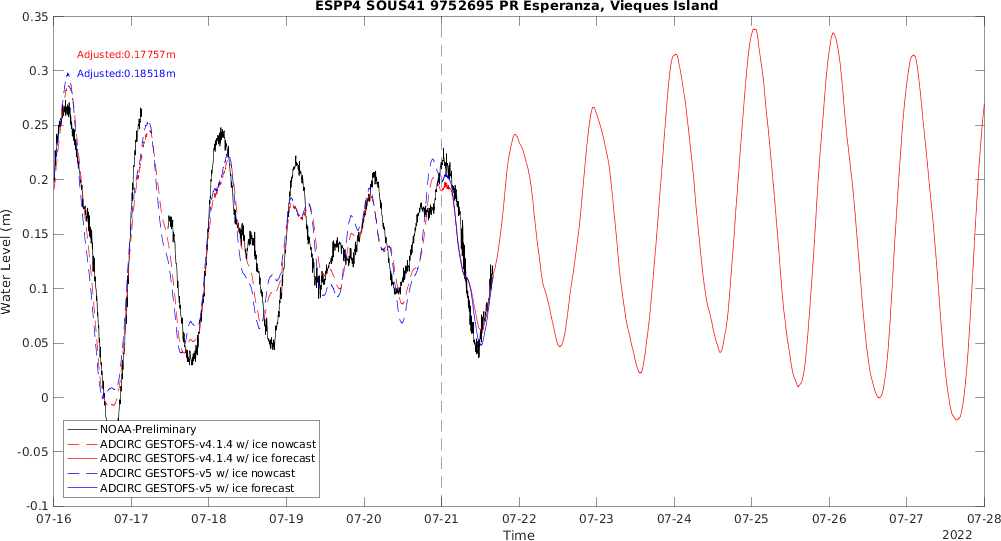 ESPP4 SOUS41 9752695 PR Esperanza, Vieques Island
0.35
Adjusted:0.17757m
0.3
Adjusted:0.18518m
0.25
0.2
0.15
Water Level (m)
0.1
0.05
0
NOAA-Preliminary
ADCIRC GESTOFS-v4.1.4 w/ ice nowcast
-0.05
ADCIRC GESTOFS-v4.1.4 w/ ice forecast
ADCIRC GESTOFS-v5 w/ ice nowcast
ADCIRC GESTOFS-v5 w/ ice forecast
-0.1
07-16 07-17 07-18 07-19 07-20 07-21 07-22 07-23 07-24 07-25 07-26 07-27 07-28
Time
2022